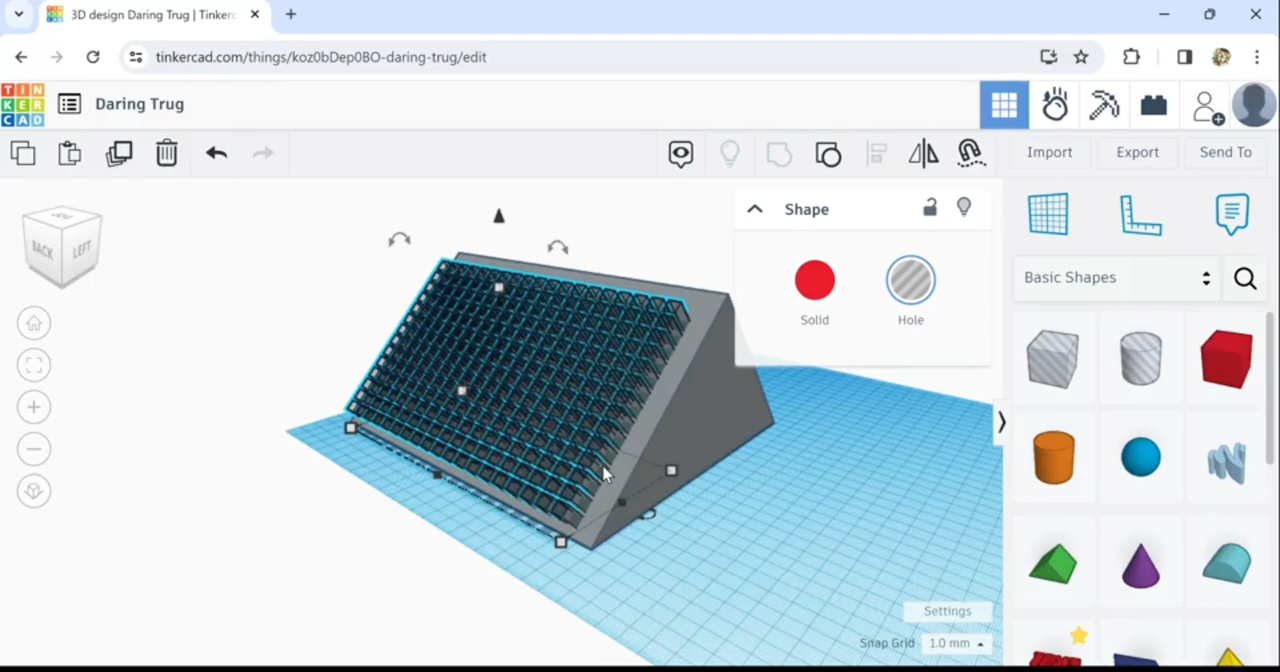 3D design Daring Trug | Tinkerc
tinkercad.com/things/koz0bDep0BO-daring-trug/edit
TIN
KER
CAD
Daring Trug
Import
Export
Send To
Shape
Solid
Hole
BACK
LEFT
Basic Shapes
Settings
Snap Grid 1.0 mm